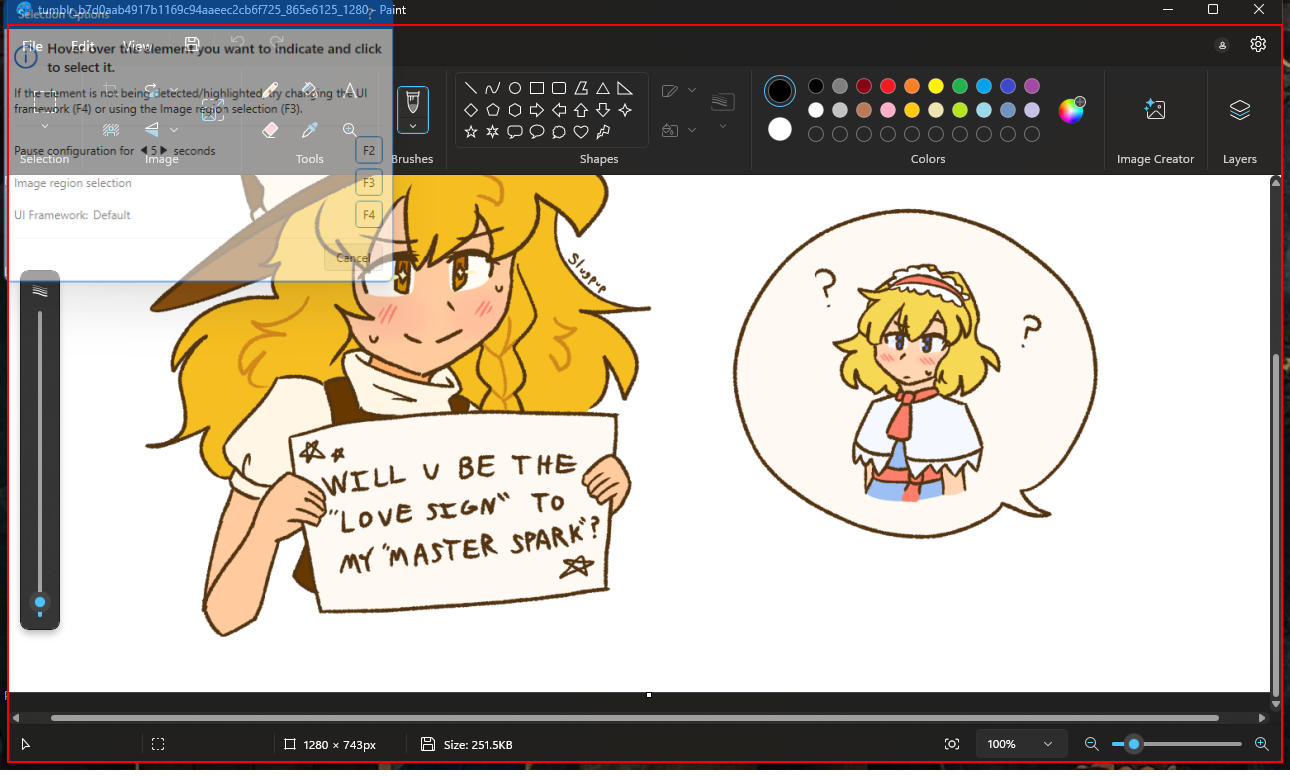 tumblr_b7d0aab4917b1169c94aaeec2cb6f725_865e6125_1280 - Paint
Selection Options
?
File Edit View
Hover over the element you want to indicate and click
to select it.
If the element is not being detected/highlighted, try changing the UI
framework (F4) or using the Image region selection (F3).
Pause configuration for 5 seconds F2
Image region selection F3
UI Framework: Default F4
Cancel
Selection
Image
Tools
Brushes
Shapes
Colors
Image Creator
Layers
Slugpup
? ?
WILL U BE THE
"LOVE SIGN" TO
MY "MASTER SPARK"?
1280 × 743px
Size: 251.5KB
100%